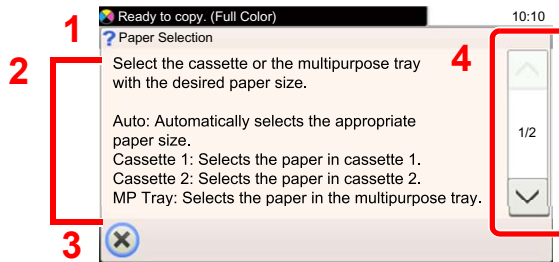 Ready to copy. (Full Color)
10:10
1
? Paper Selection
2
Select the cassette or the multipurpose tray
4
with the desired paper size.
Auto: Automatically selects the appropriate
paper size.
1/2
Cassette 1: Selects the paper in cassette 1.
Cassette 2: Selects the paper in cassette 2.
MP Tray: Selects the paper in the multipurpose tray.
3